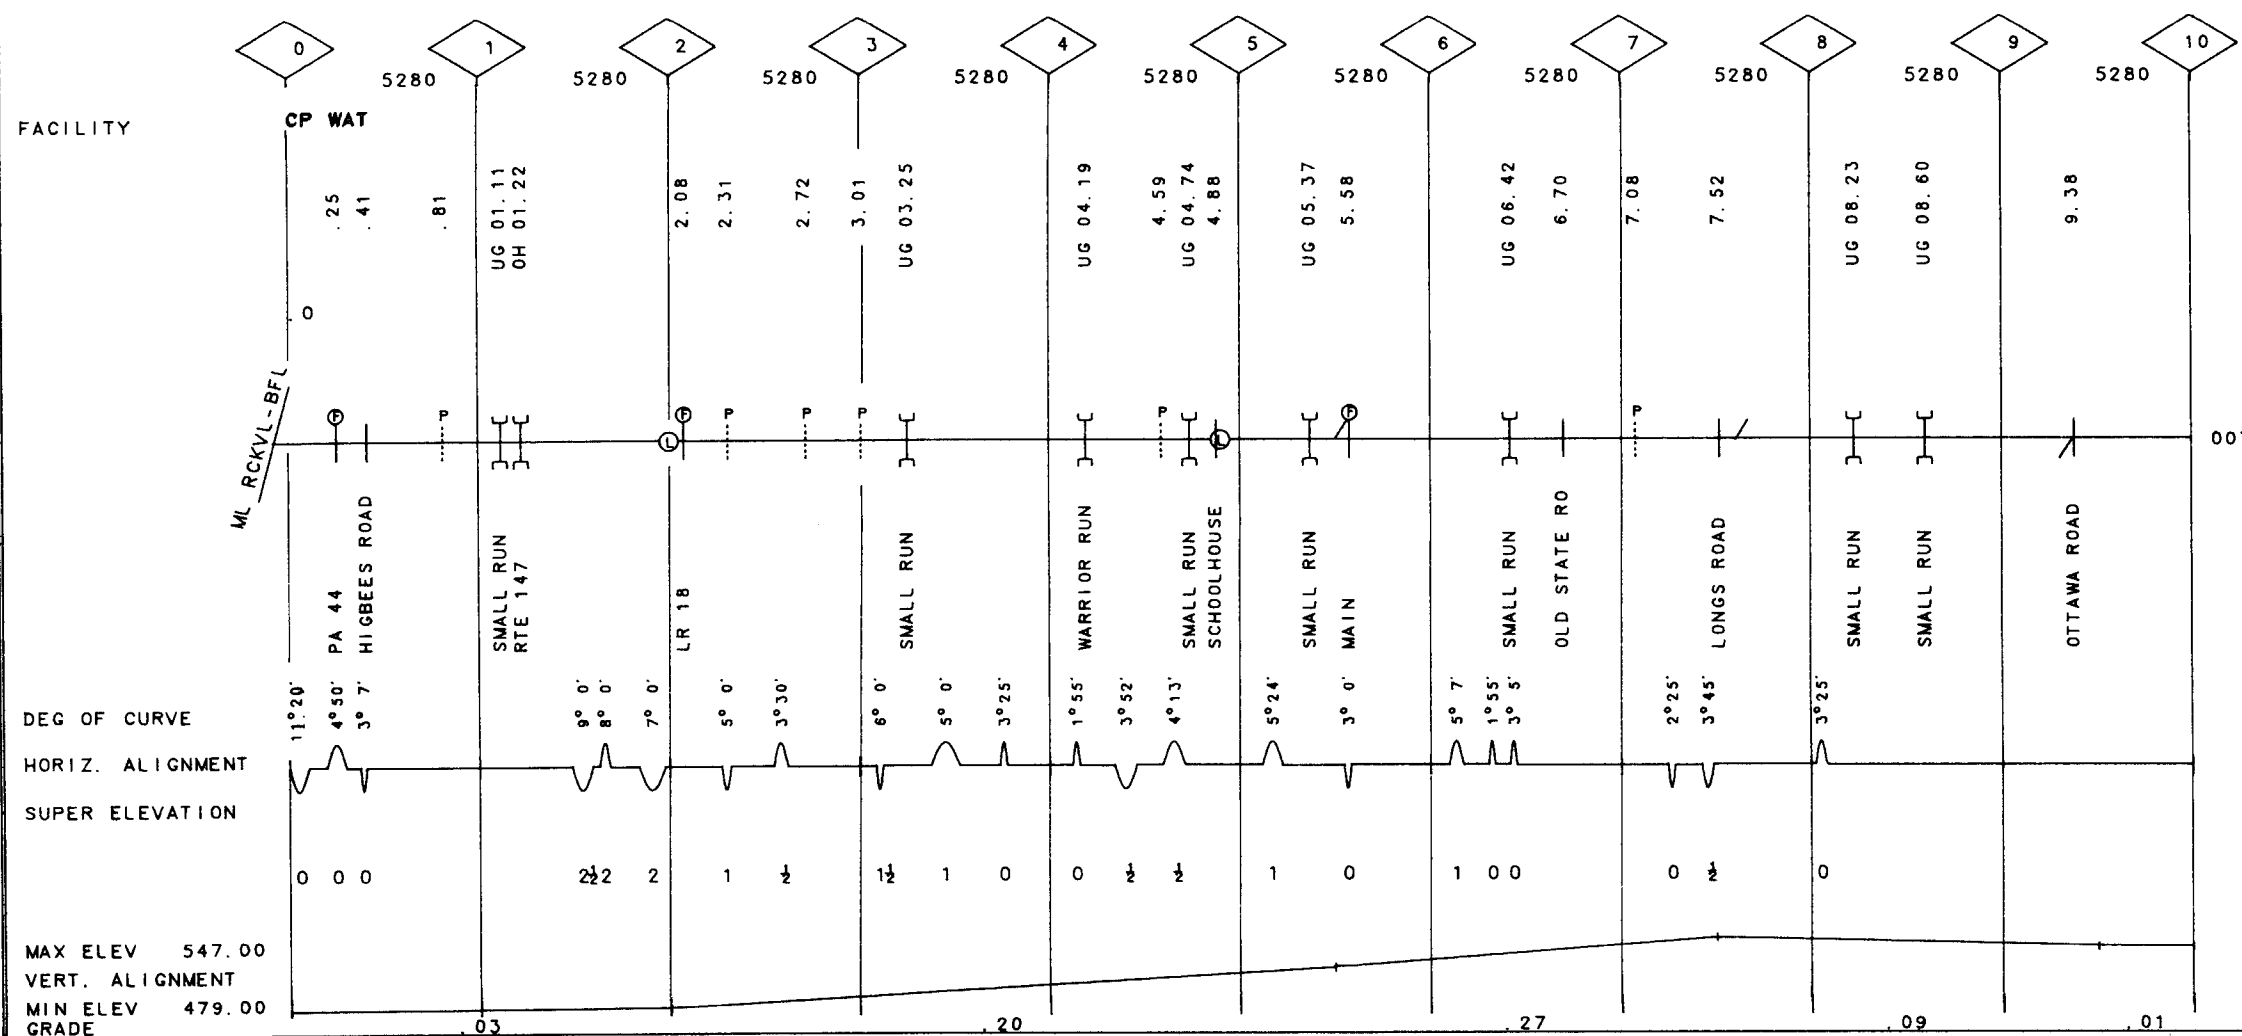 0 1 2 3 4 5 6 7 8 9 10
5280 5280 5280 5280 5280 5280 5280 5280 5280 5280
FACILITY
CP WAT
.25 .41 .81 UG 01.11 OH 01.22 2.08 2.31 2.72 3.01 UG 03.25 UG 04.19 4.59 UG 04.74 4.88 UG 05.37 5.58 UG 06.42 6.70 7.08 7.52 UG 08.23 UG 08.60 9.38
0
ML RCKVL-BFL
F P L F P P P P L F P
00
PA 44
HIGBEES ROAD
SMALL RUN
RTE 147
LR 18
SMALL RUN
WARRIOR RUN
SMALL RUN
SCHOOLHOUSE
SMALL RUN
MAIN
SMALL RUN
OLD STATE RO
LONGS ROAD
SMALL RUN
SMALL RUN
OTTAWA ROAD
DEG OF CURVE
11°20' 4°50' 3° 7' 9° 0' 8° 0' 7° 0' 5° 0' 3°30' 6° 0' 5° 0' 3°25' 1°55' 3°52' 4°13' 5°24' 3° 0' 5° 7' 1°55' 3° 5' 2°25' 3°45' 3°25'
HORIZ. ALIGNMENT
SUPER ELEVATION
0 0 0 2½ 2 2 1 ½ 1½ 1 0 0 ½ ½ 1 0 1 0 0 0 ½ 0
MAX ELEV 547.00
VERT. ALIGNMENT
MIN ELEV 479.00
GRADE .03 .20 .27 .09 .01